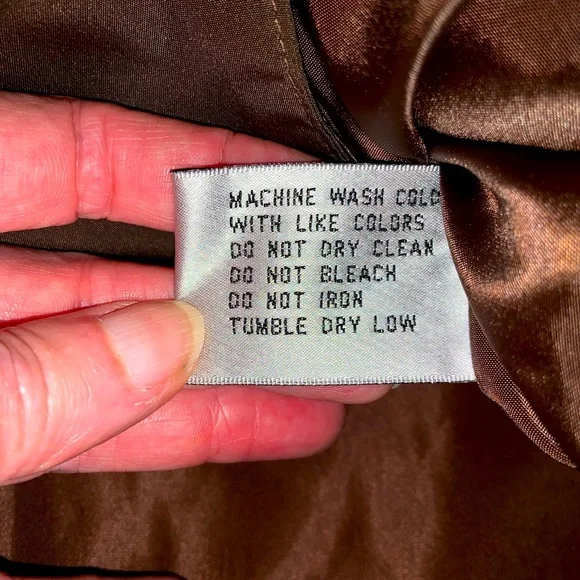 MACHINE WASH COLD
WITH LIKE COLORS
DO NOT DRY CLEAN
DO NOT BLEACH
DO NOT IRON
TUMBLE DRY LOW